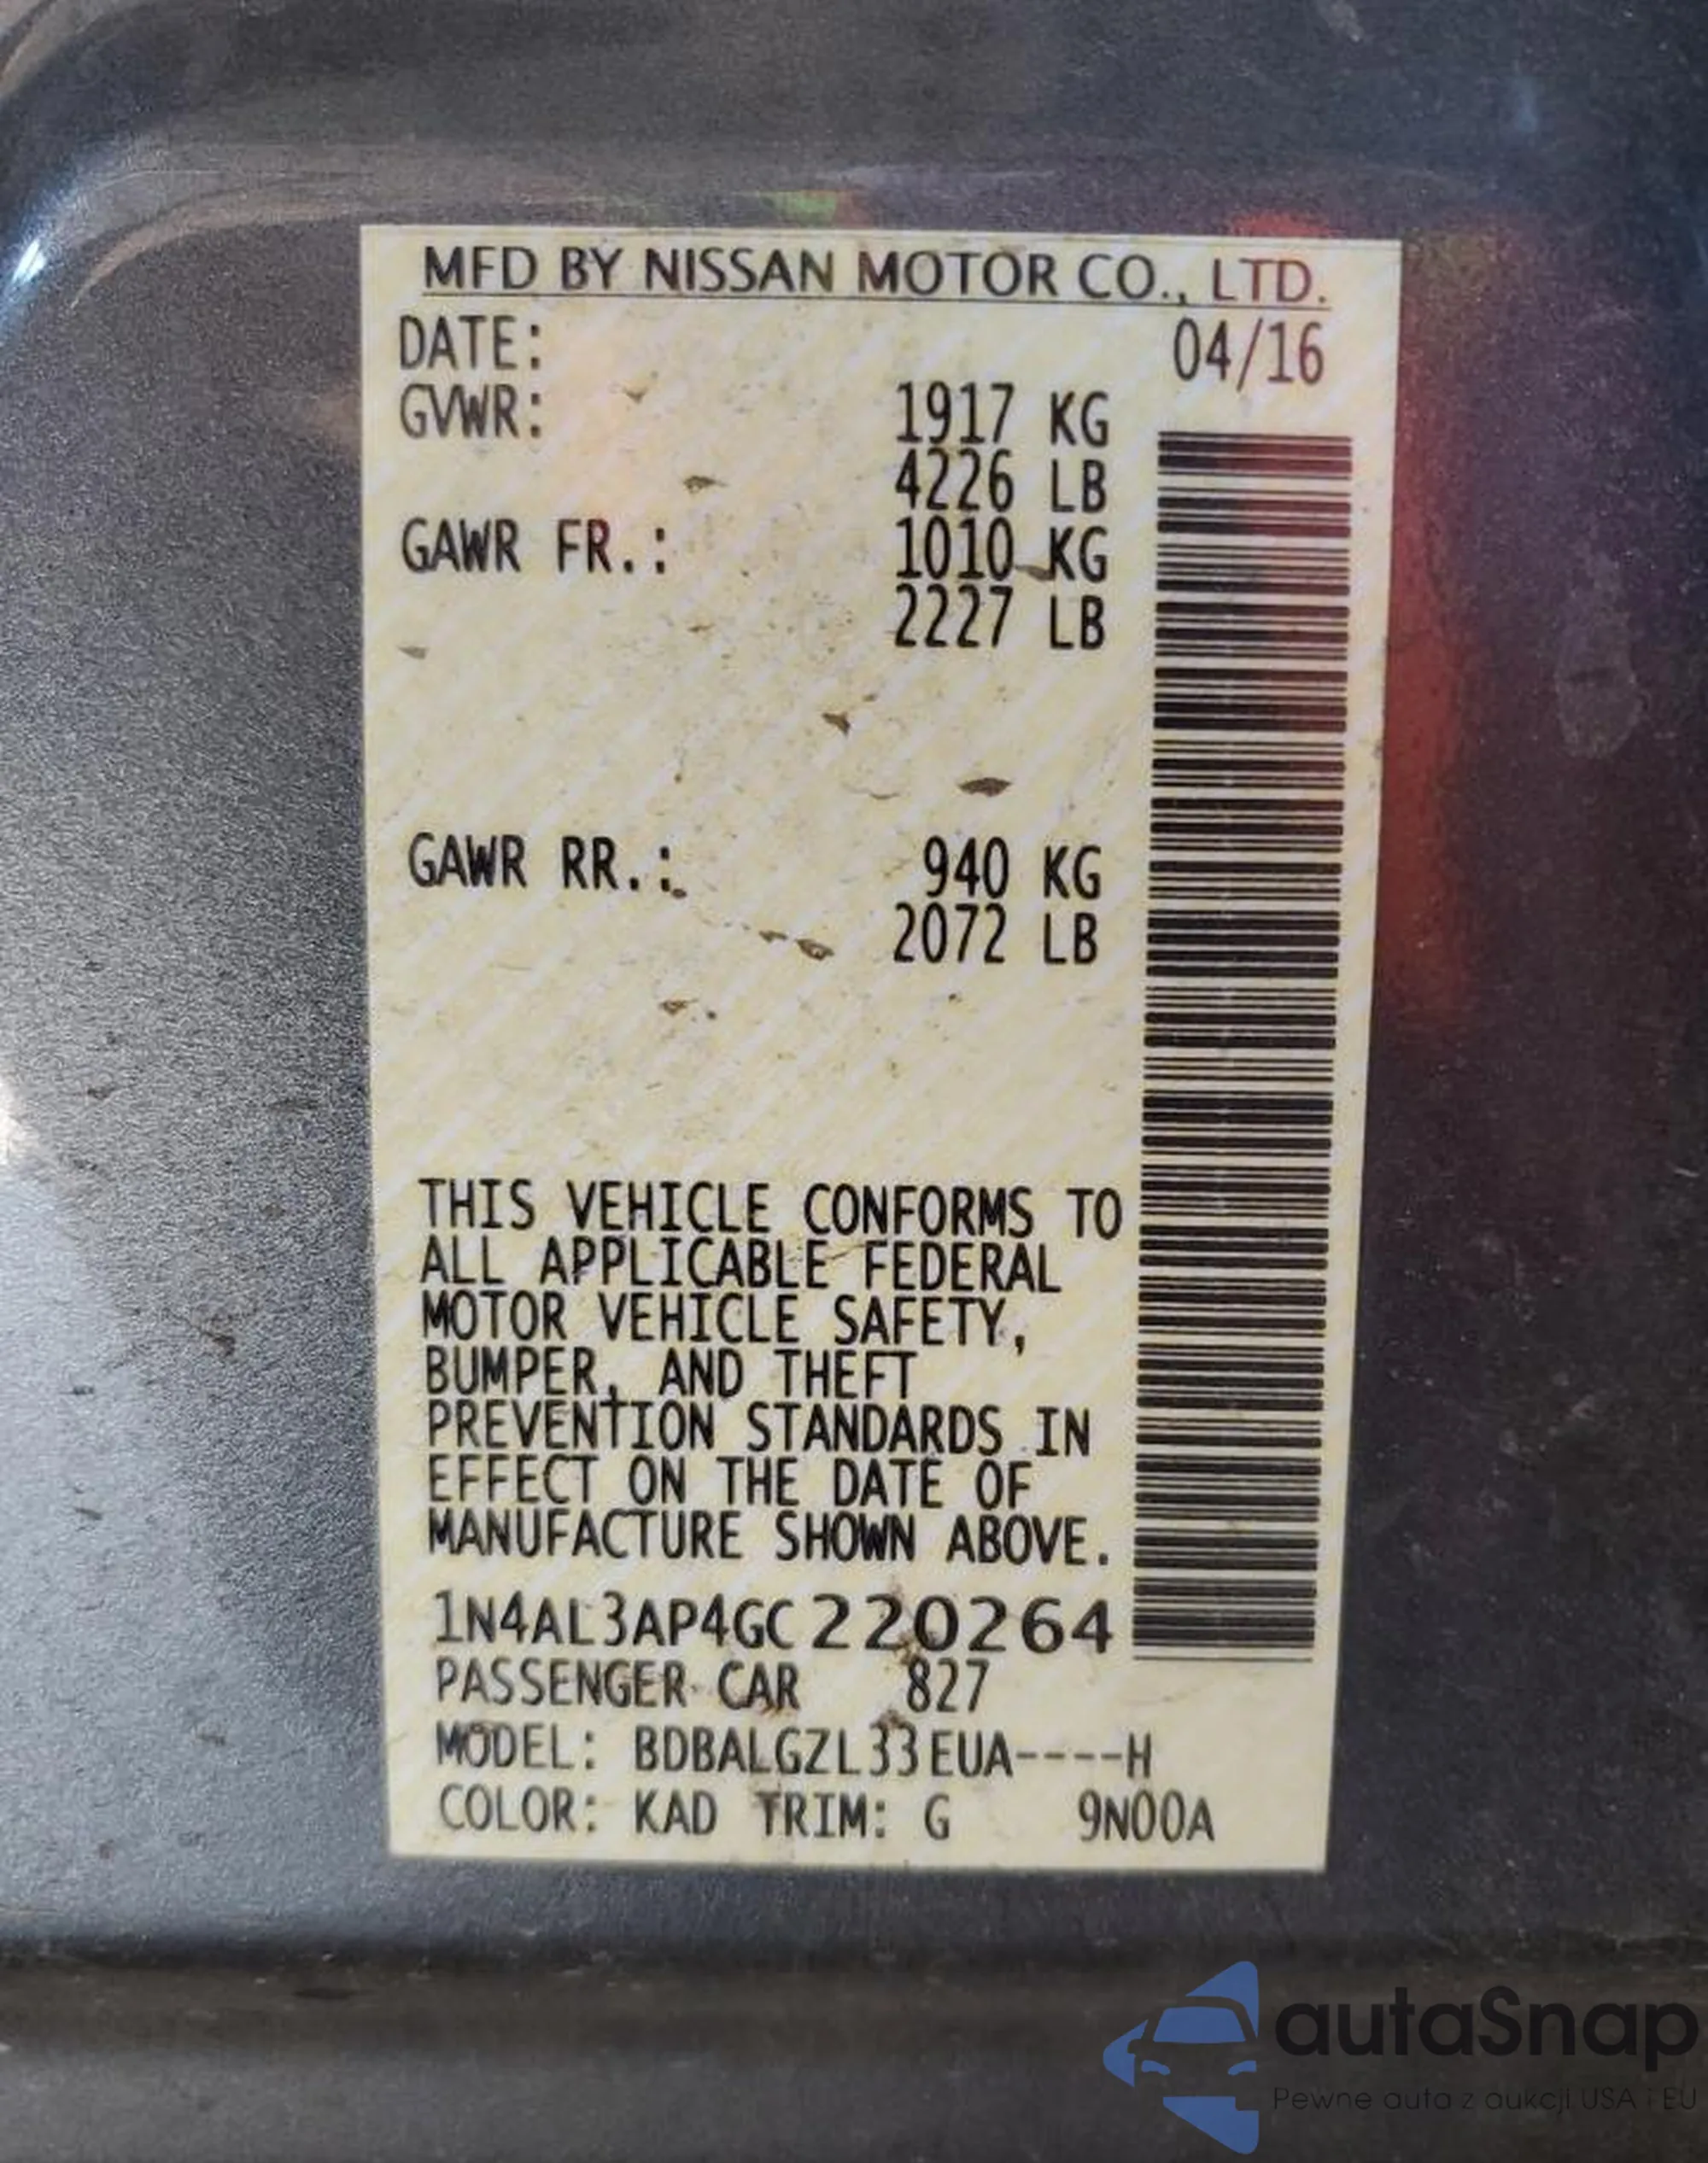 MFD BY NISSAN MOTOR CO., LTD.
DATE: 04/16
GVWR: 1917 KG
4226 LB
GAWR FR.: 1010 KG
2227 LB
GAWR RR.: 940 KG
2072 LB
THIS VEHICLE CONFORMS TO
ALL APPLICABLE FEDERAL
MOTOR VEHICLE SAFETY,
BUMPER, AND THEFT
PREVENTION STANDARDS IN
EFFECT ON THE DATE OF
MANUFACTURE SHOWN ABOVE.
1N4AL3AP4GC220264
PASSENGER CAR 827
MODEL: BDBALGZL33EUA----H
COLOR: KAD TRIM: G 9N00A
autaSnap
Pewne auta z aukcji USA i EU